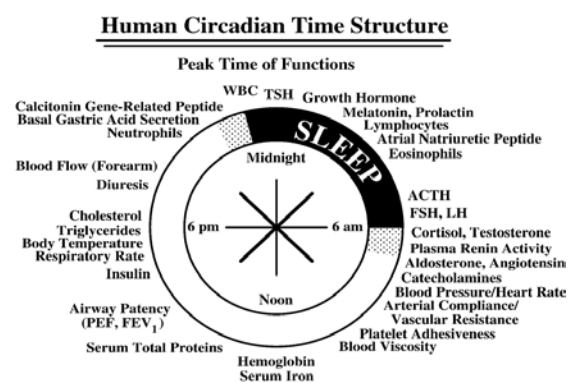 Human Circadian Time Structure
Peak Time of Functions
WBC
TSH
Growth Hormone
Melatonin, Prolactin
Lymphocytes
Atrial Natriuretic Peptide
Eosinophils
ACTH
FSH, LH
Cortisol, Testosterone
Plasma Renin Activity
Aldosterone, Angiotensin
Catecholamines
Blood Pressure/Heart Rate
Arterial Compliance/
Vascular Resistance
Platelet Adhesiveness
Blood Viscosity
Hemoglobin
Serum Iron
Serum Total Proteins
Airway Patency
(PEF, FEV1)
Insulin
Respiratory Rate
Body Temperature
Triglycerides
Cholesterol
Diuresis
Blood Flow (Forearm)
Neutrophils
Basal Gastric Acid Secretion
Calcitonin Gene-Related Peptide
SLEEP
Midnight
6 pm
6 am
Noon